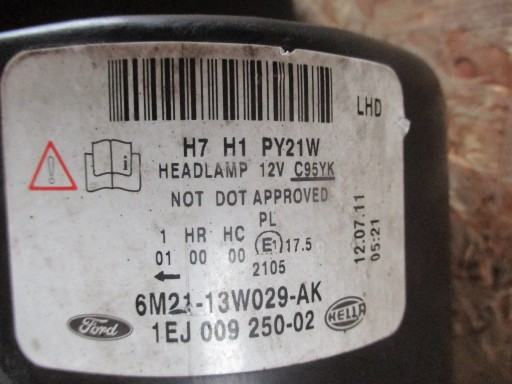 LHD
H7 H1 PY21W
HEADLAMP 12V C95YK
NOT DOT APPROVED
PL
1 HR HC E1 17.5
01 00 00 2105
12.07.11
05:21
6M21-13W029-AK
1EJ 009 250-02
Ford
HELLA